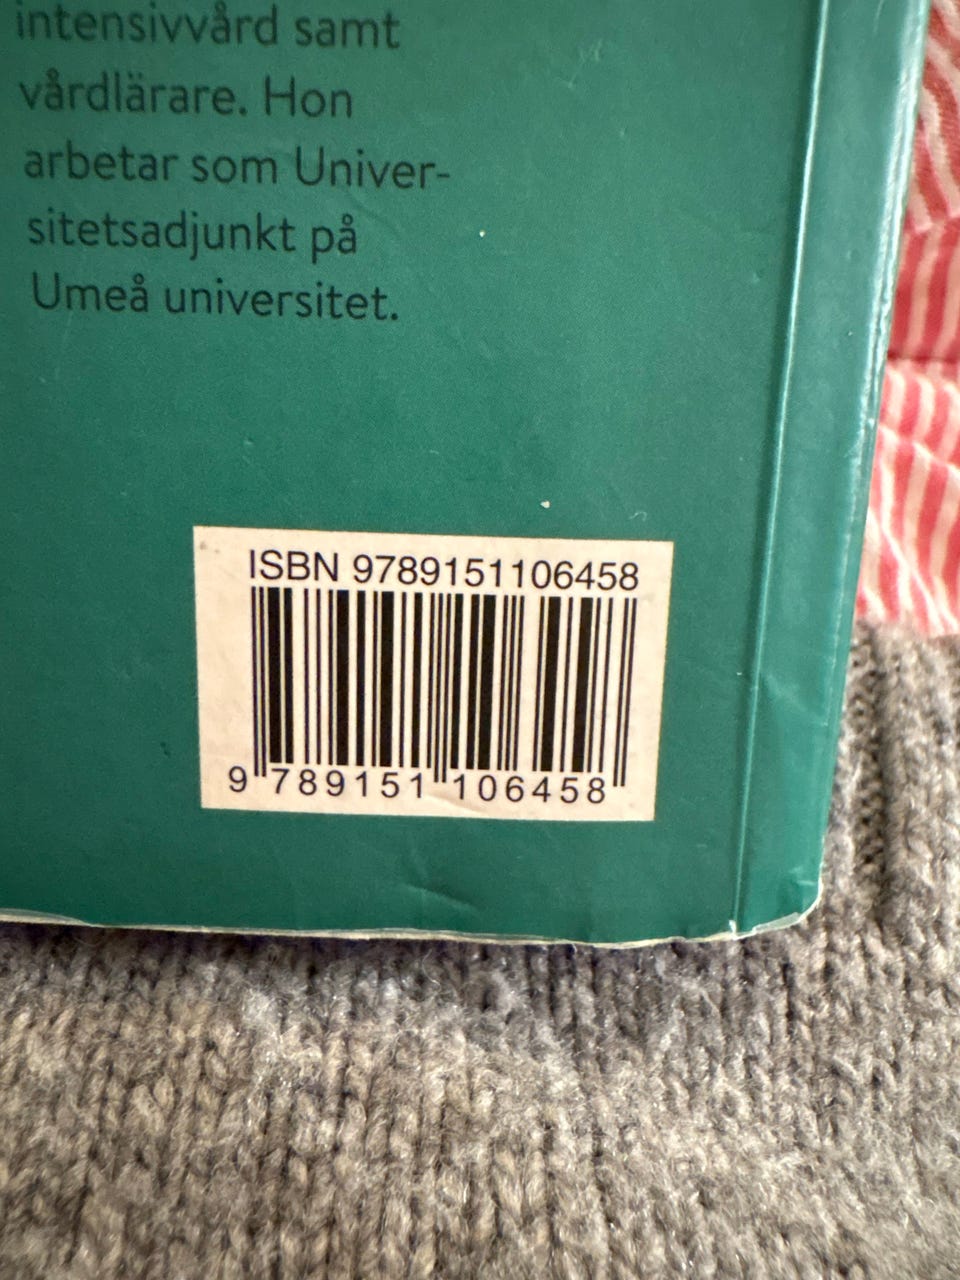 intensivvård samt
vårdlärare. Hon
arbetar som Univer-
sitetsadjunkt på
Umeå universitet.
ISBN 9789151106458
9 789151 106458